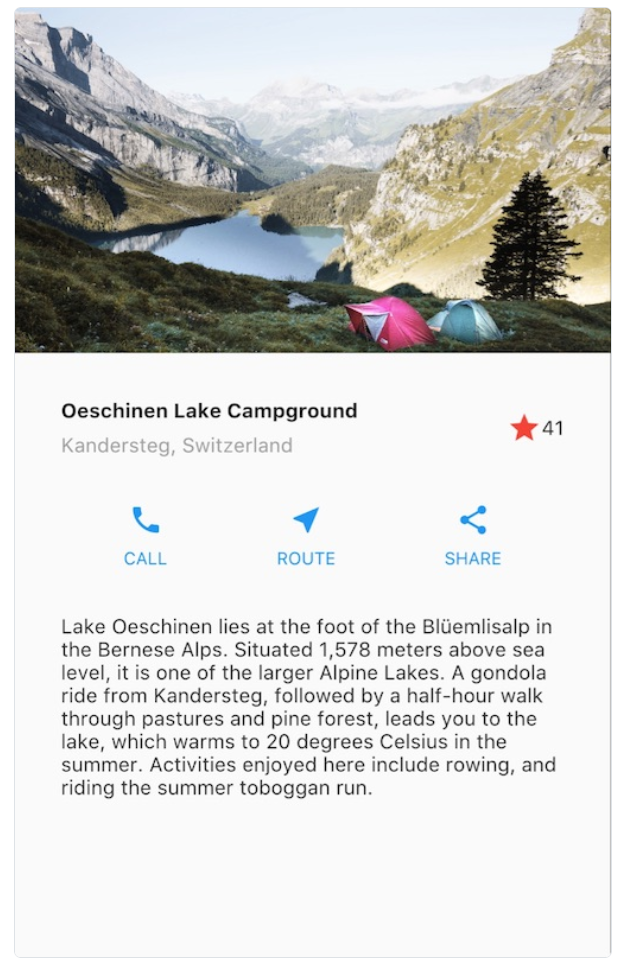 Oeschinen Lake Campground
Kandersteg, Switzerland
41
CALL
ROUTE
SHARE
Lake Oeschinen lies at the foot of the Blüemlisalp in
the Bernese Alps. Situated 1,578 meters above sea
level, it is one of the larger Alpine Lakes. A gondola
ride from Kandersteg, followed by a half-hour walk
through pastures and pine forest, leads you to the
lake, which warms to 20 degrees Celsius in the
summer. Activities enjoyed here include rowing, and
riding the summer toboggan run.